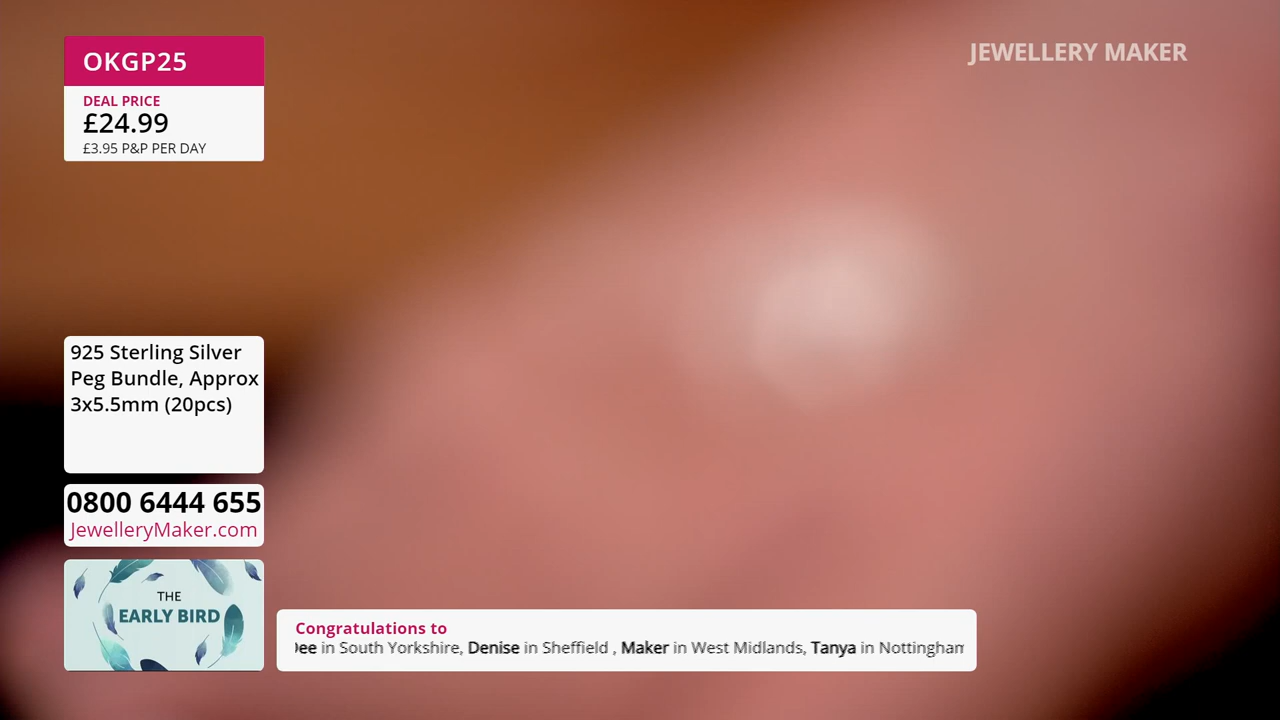 OKGP25
DEAL PRICE
£24.99
£3.95 P&P PER DAY
JEWELLERY MAKER
925 Sterling Silver
Peg Bundle, Approx
3x5.5mm (20pcs)
0800 6444 655
JewelleryMaker.com
THE
EARLY BIRD
Congratulations to
in South Yorkshire, Denise in Sheffield , Maker in West Midlands, Tanya in Nottingham